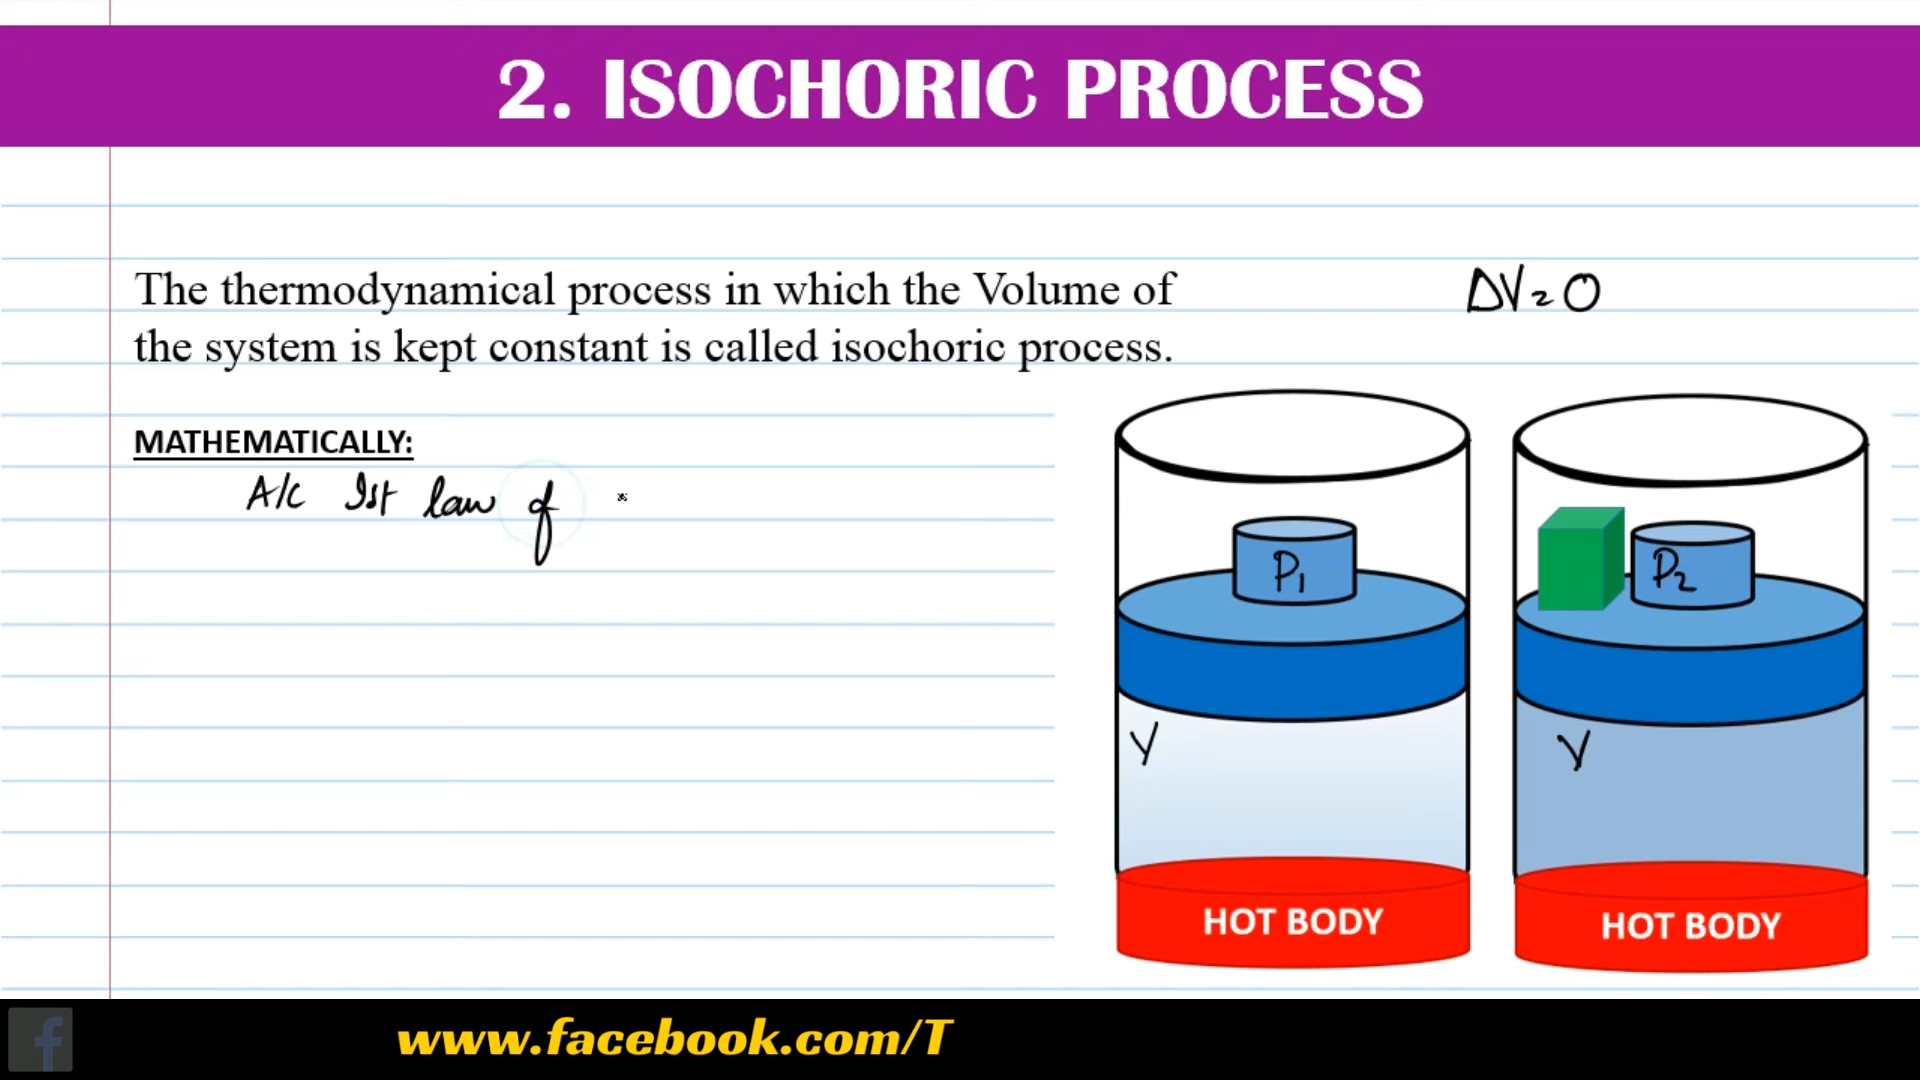 2. ISOCHORIC PROCESS
The thermodynamical process in which the Volume of
ΔV=0
the system is kept constant is called isochoric process.
MATHEMATICALLY:
A/c Ist law of
P1
P2
V
V
HOT BODY
HOT BODY
www.facebook.com/T